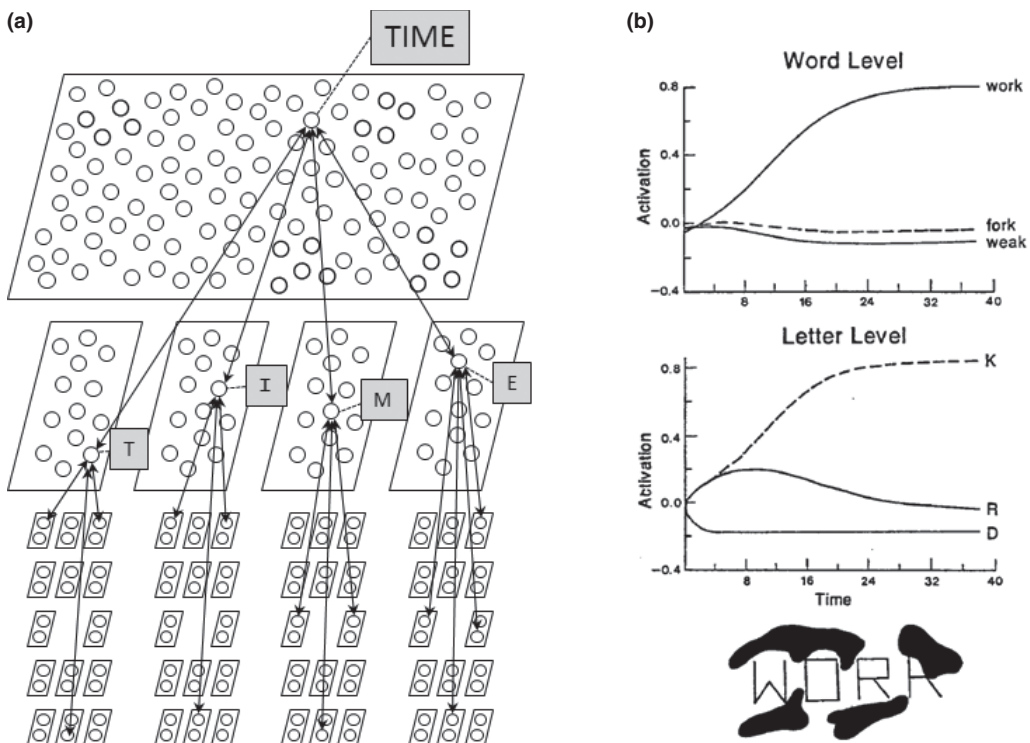 (a)
TIME
T
I
M
E
(b)
Word Level
Activation
0.8
0.4
0.0
−0.4
8
16
24
32
40
work
fork
weak
Letter Level
Activation
0.8
0.4
0.0
−0.4
8
16
24
32
40
Time
K
R
D
WOR